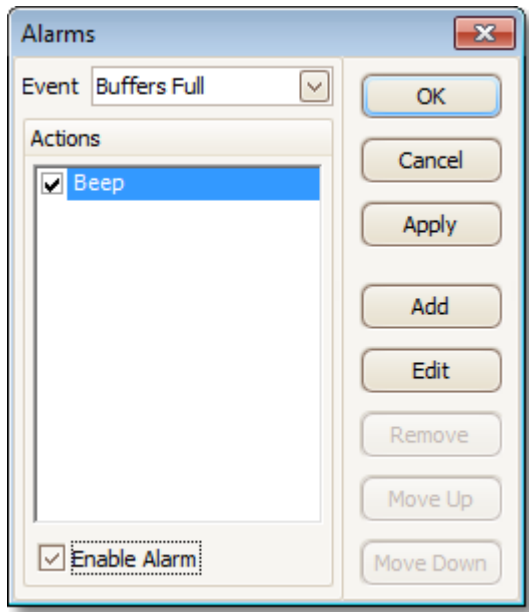 Alarms
Event Buffers Full
Actions
Beep
Enable Alarm
OK
Cancel
Apply
Add
Edit
Remove
Move Up
Move Down